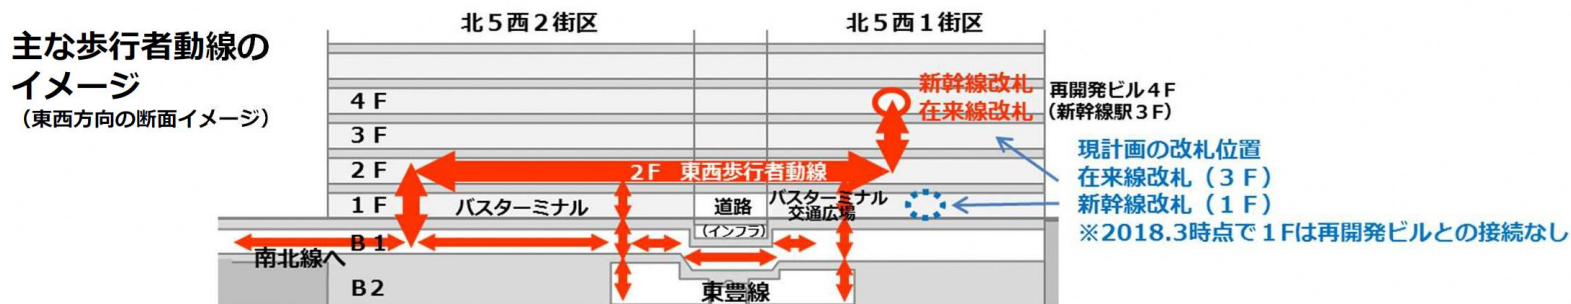 北５西２街区
北５西１街区
主な歩行者動線の
イメージ
（東西方向の断面イメージ）
４Ｆ
新幹線改札
在来線改札
再開発ビル４Ｆ
（新幹線駅３Ｆ）
３Ｆ
現計画の改札位置
在来線改札（３Ｆ）
新幹線改札（１Ｆ）
※2018.3時点で１Fは再開発ビルとの接続なし
２Ｆ
２Ｆ　東西歩行者動線
１Ｆ
バスターミナル
道路
（インフラ）
バスターミナル
交通広場
Ｂ１
南北線へ
Ｂ２
東豊線